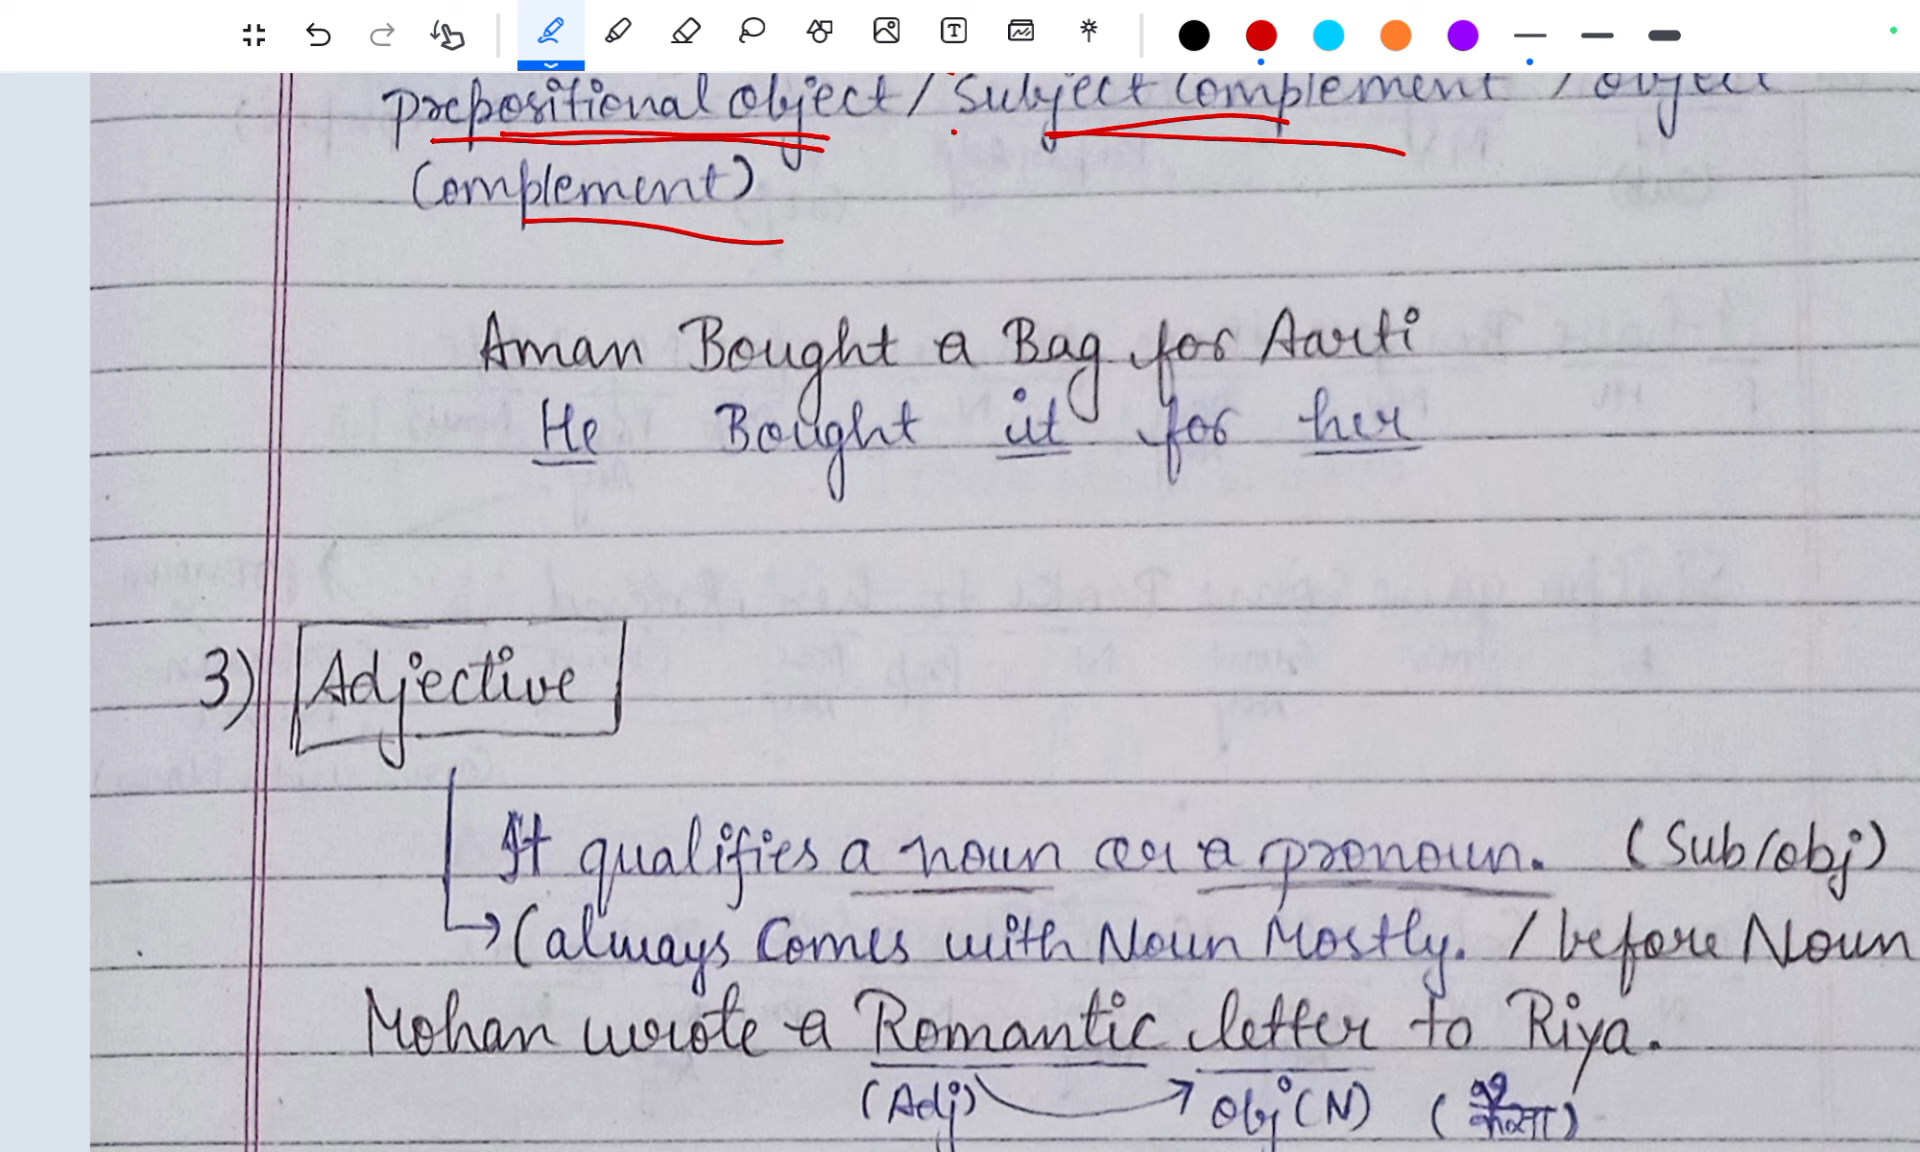 prepositional object / Subject Complement / object
Complement)
Aman Bought a Bag for Aarti
He Bought it for her
3) Adjective
It qualifies a noun or a pronoun. (Sub/obj)
→ (always Comes with Noun Mostly. / before Noun
Mohan wrote a Romantic letter to Riya.
(Adj) obj (N)